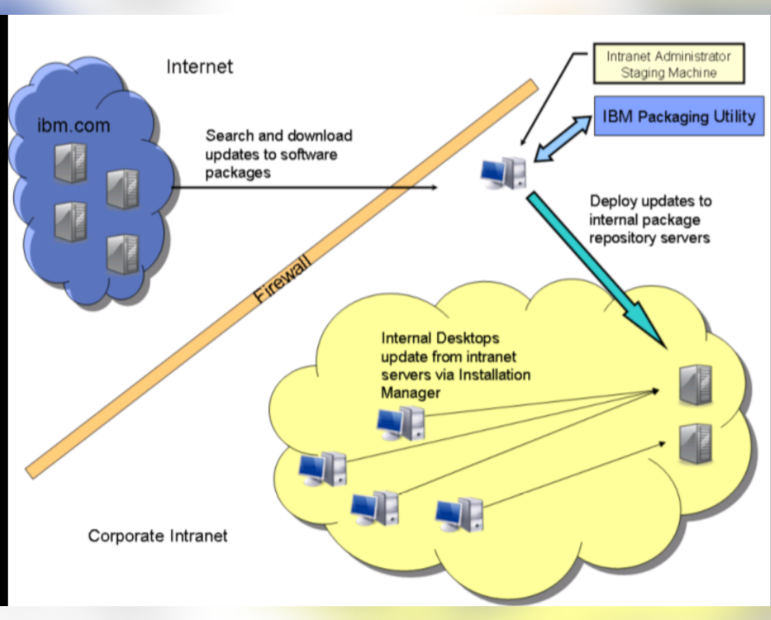 Internet
Intranet Administrator
Staging Machine
ibm.com
IBM Packaging Utility
Search and download
updates to software
packages
Deploy updates to
internal package
repository servers
Firewall
Internal Desktops
update from intranet
servers via Installation
Manager
Corporate Intranet